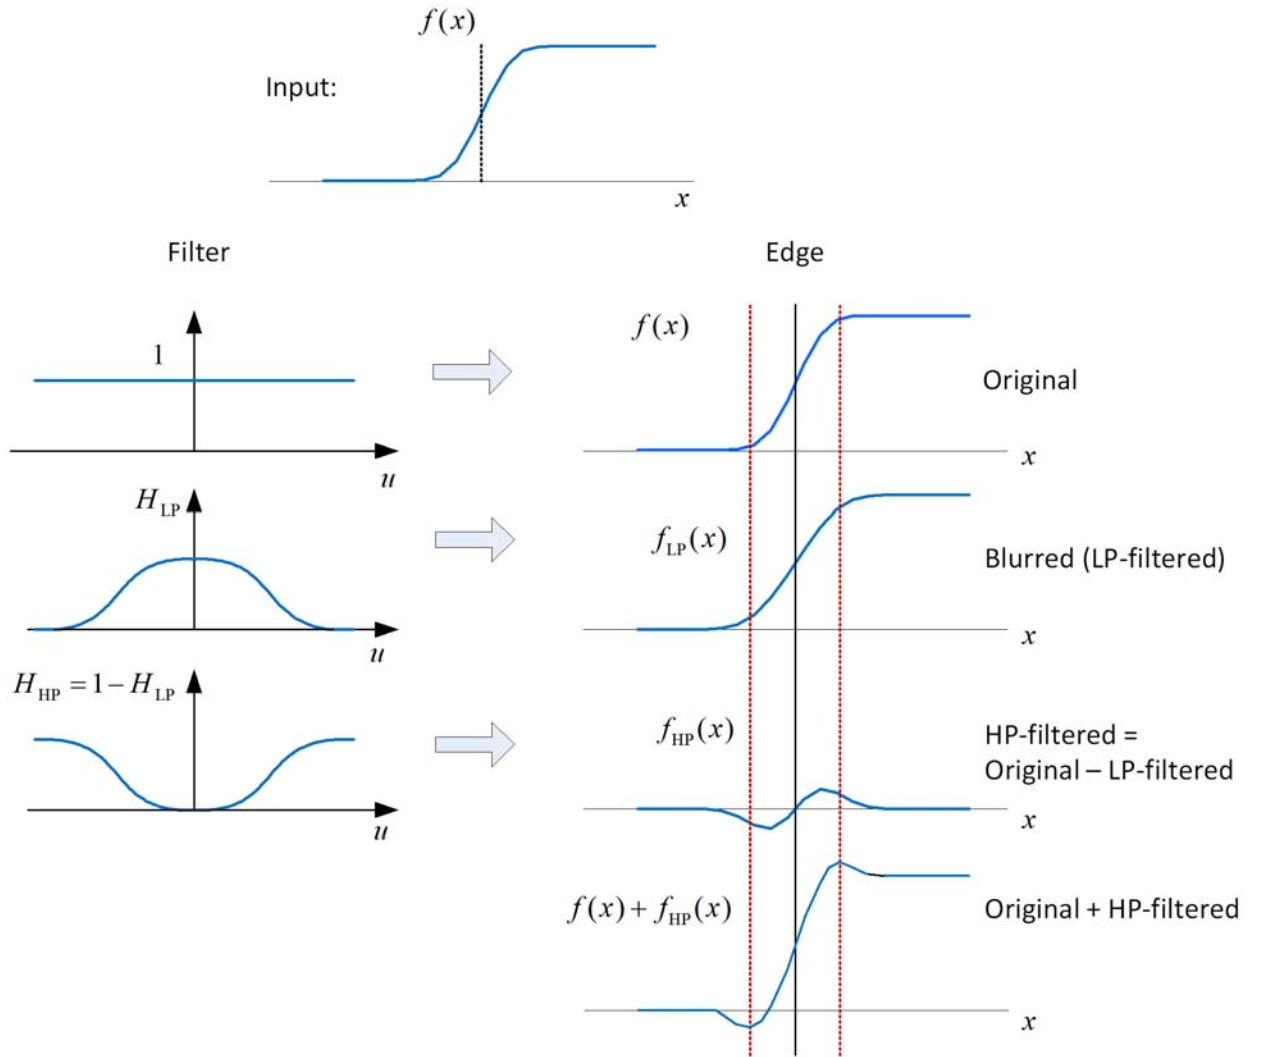 f(x)
Input:
x
Filter
Edge
1
u
f(x)
Original
x
H_LP
u
f_LP(x)
Blurred (LP-filtered)
x
H_HP = 1 − H_LP
u
f_HP(x)
HP-filtered =
Original – LP-filtered
x
f(x) + f_HP(x)
Original + HP-filtered
x